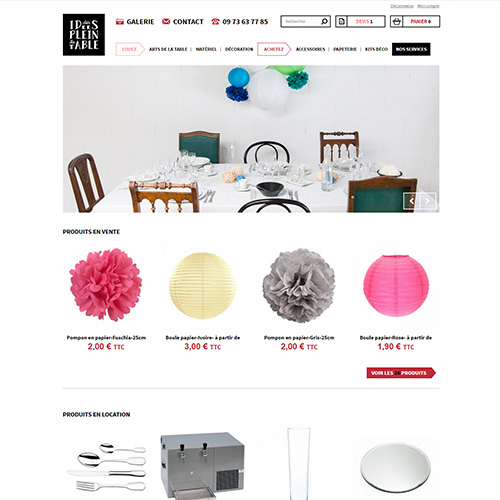 Déconnexion Mon compte
IDEES
PLEIN
TABLE
GALERIE CONTACT 09 73 63 77 85
Rechercher DEVIS 1 PANIER 0
LOUEZ ARTS DE LA TABLE | MATÉRIEL | DÉCORATION ACHETEZ ACCESSOIRES | PAPETERIE | KITS DÉCO NOS SERVICES
PRODUITS EN VENTE
Pompon en papier-Fuschia-25cm
2,00 € TTC
Boule papier-Ivoire- à partir de
3,00 € TTC
Pompon en papier-Gris-25cm
2,00 € TTC
Boule papier-Rose- à partir de
1,90 € TTC
VOIR LES PRODUITS
PRODUITS EN LOCATION